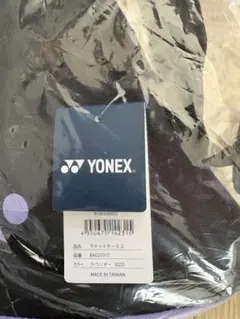 YONEX
品名 ラケットケース2
品番 BAG2931T
カラー ラベンダー (022)
MADE IN TAIWAN